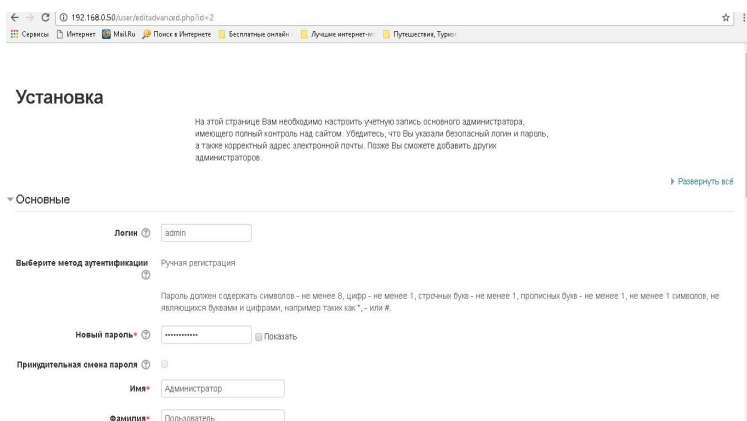 192.168.0.50/user/editadvanced.php?id=2
Сервисы Интернет Mail.Ru Поиск в Интернете Бесплатные онлайн Лучшие интернет-м Путешествия, Туриз
Установка
На этой странице Вам необходимо настроить учетную запись основного администратора,
имеющего полный контроль над сайтом. Убедитесь, что Вы указали безопасный логин и пароль,
а также корректный адрес электронной почты. Позже Вы сможете добавить других
администраторов.
Развернуть всё
Основные
Логин admin
Выберите метод аутентификации Ручная регистрация
Пароль должен содержать символов - не менее 8, цифр - не менее 1, строчных букв - не менее 1, прописных букв - не менее 1, не менее 1 символов, не
являющихся буквами и цифрами, например таких как *, - или #.
Новый пароль* •••••••••••• Показать
Принудительная смена пароля
Имя* Администратор
Фамилия* Пользователь